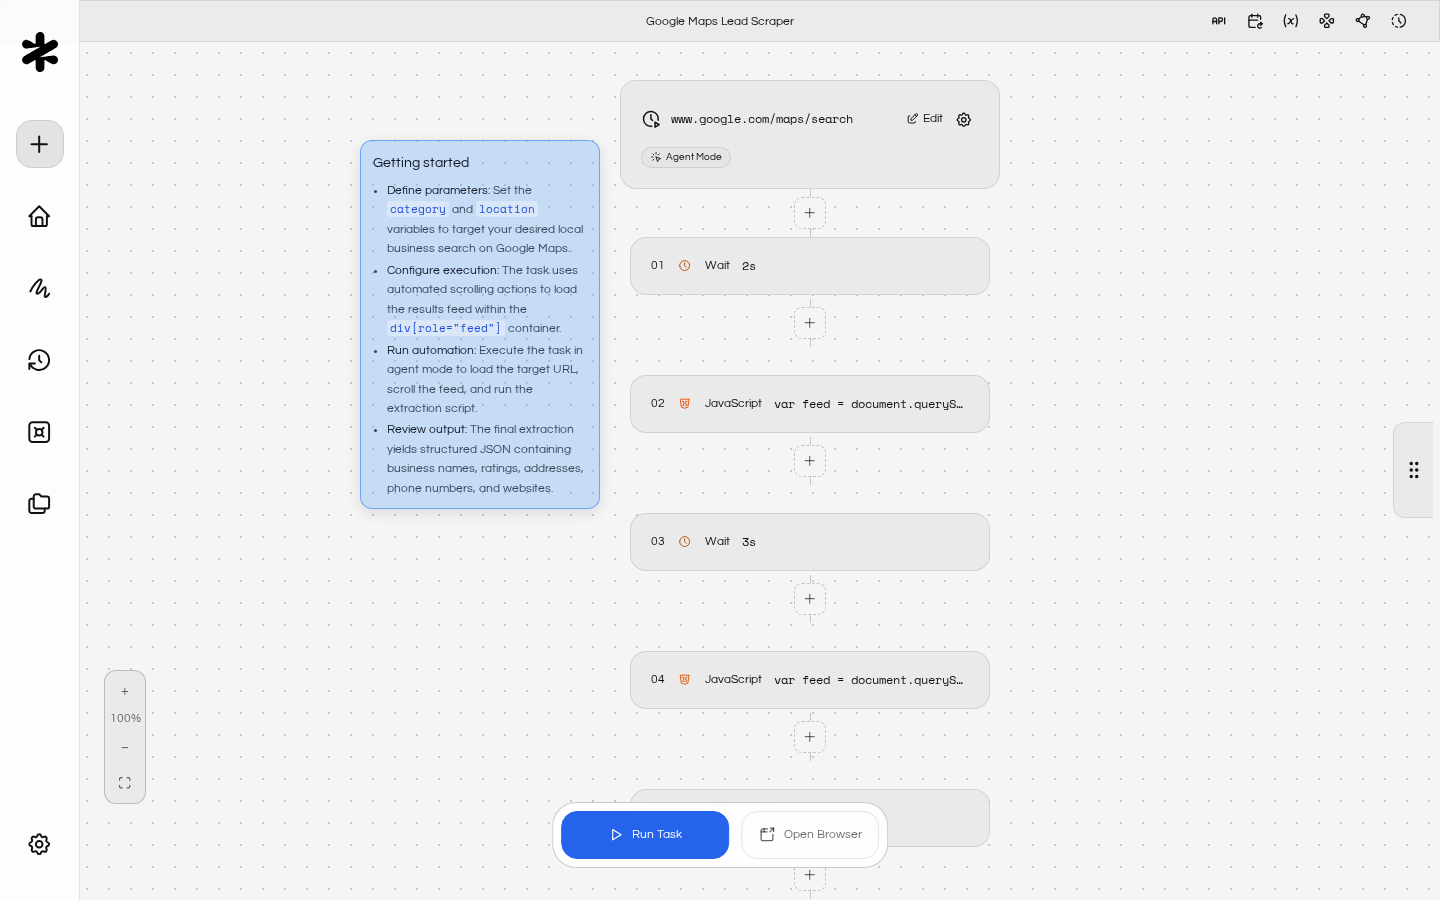 Google Maps Lead Scraper
API
(x)
www.google.com/maps/search
Edit
Agent Mode
Getting started
• Define parameters: Set the
category and location
variables to target your desired local
business search on Google Maps..
• Configure execution: The task uses
automated scrolling actions to load
the results feed within the
div[role="feed"] container.
• Run automation: Execute the task in
agent mode to load the target URL,
scroll the feed, and run the
extraction script.
• Review output: The final extraction
yields structured JSON containing
business names, ratings, addresses,
phone numbers, and websites.
01 Wait 2s
02 JavaScript var feed = document.queryS…
03 Wait 3s
04 JavaScript var feed = document.queryS…
+
100%
−
Run Task
Open Browser